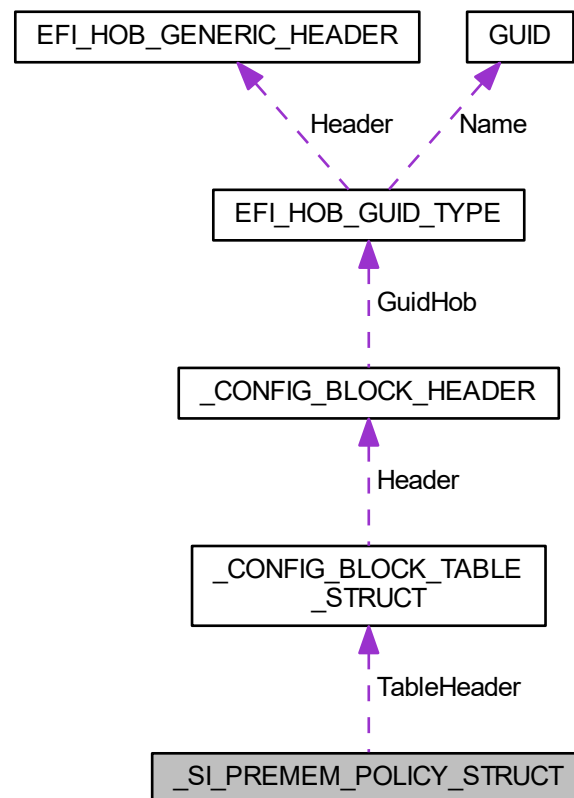 EFI_HOB_GENERIC_HEADER
GUID
Header
Name
EFI_HOB_GUID_TYPE
GuidHob
_CONFIG_BLOCK_HEADER
Header
_CONFIG_BLOCK_TABLE
_STRUCT
TableHeader
_SI_PREMEM_POLICY_STRUCT